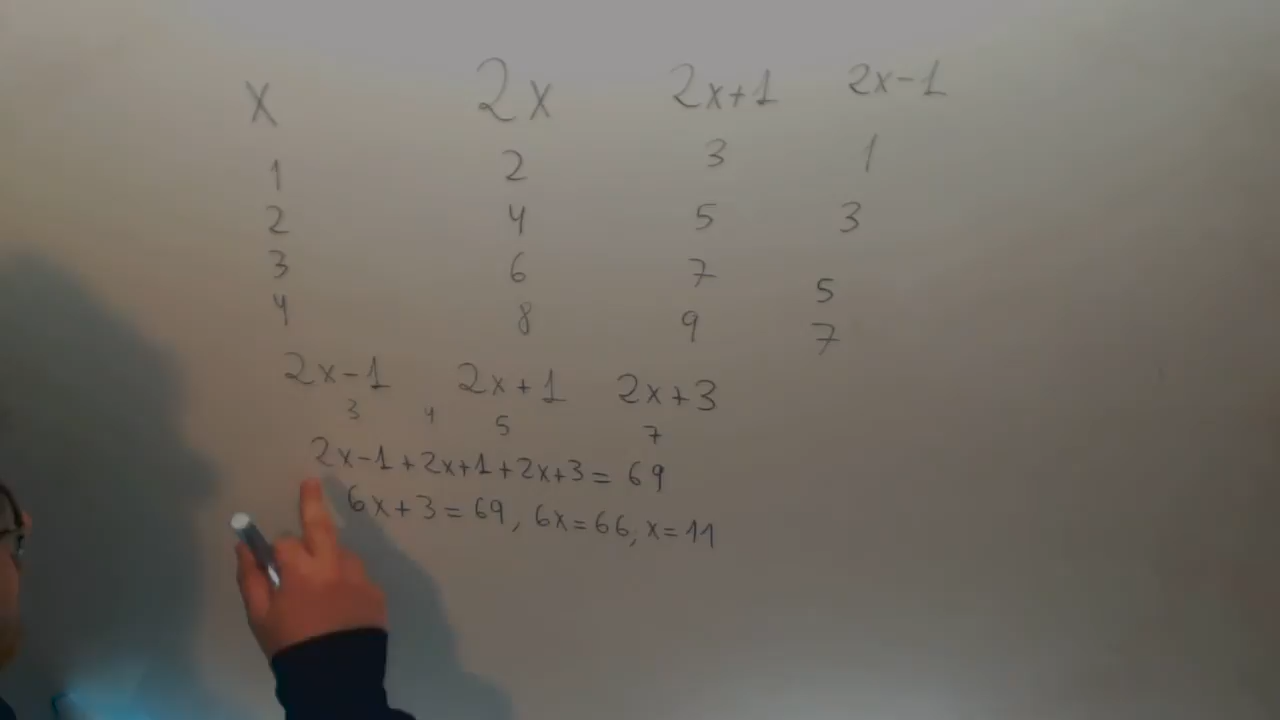 x 2x 2x+1 2x-1
1 2 3 1
2 4 5 3
3 6 7 5
4 8 9 7
2x-1 2x+1 2x+3
3 4 5 7
2x-1+2x+1+2x+3=69
6x+3=69, 6x=66, x=11